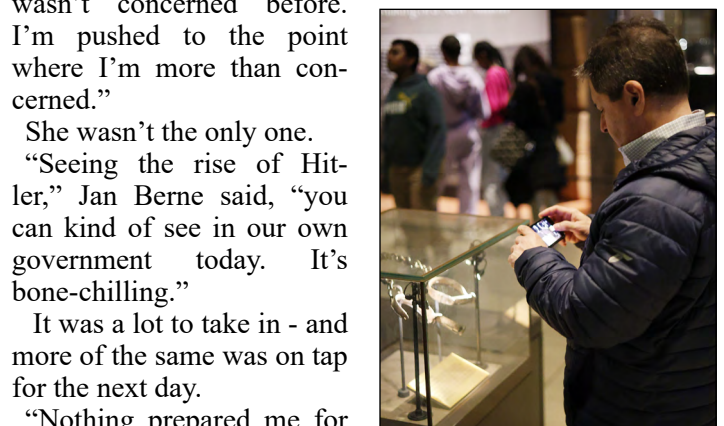 wasn’t concerned before.
I’m pushed to the point
where I’m more than con-
cerned.”
She wasn’t the only one.
“Seeing the rise of Hit-
ler,” Jan Berne said, “you
can kind of see in our own
government today. It’s
bone-chilling.”
It was a lot to take in - and
more of the same was on tap
for the next day.
“Nothing prepared me for